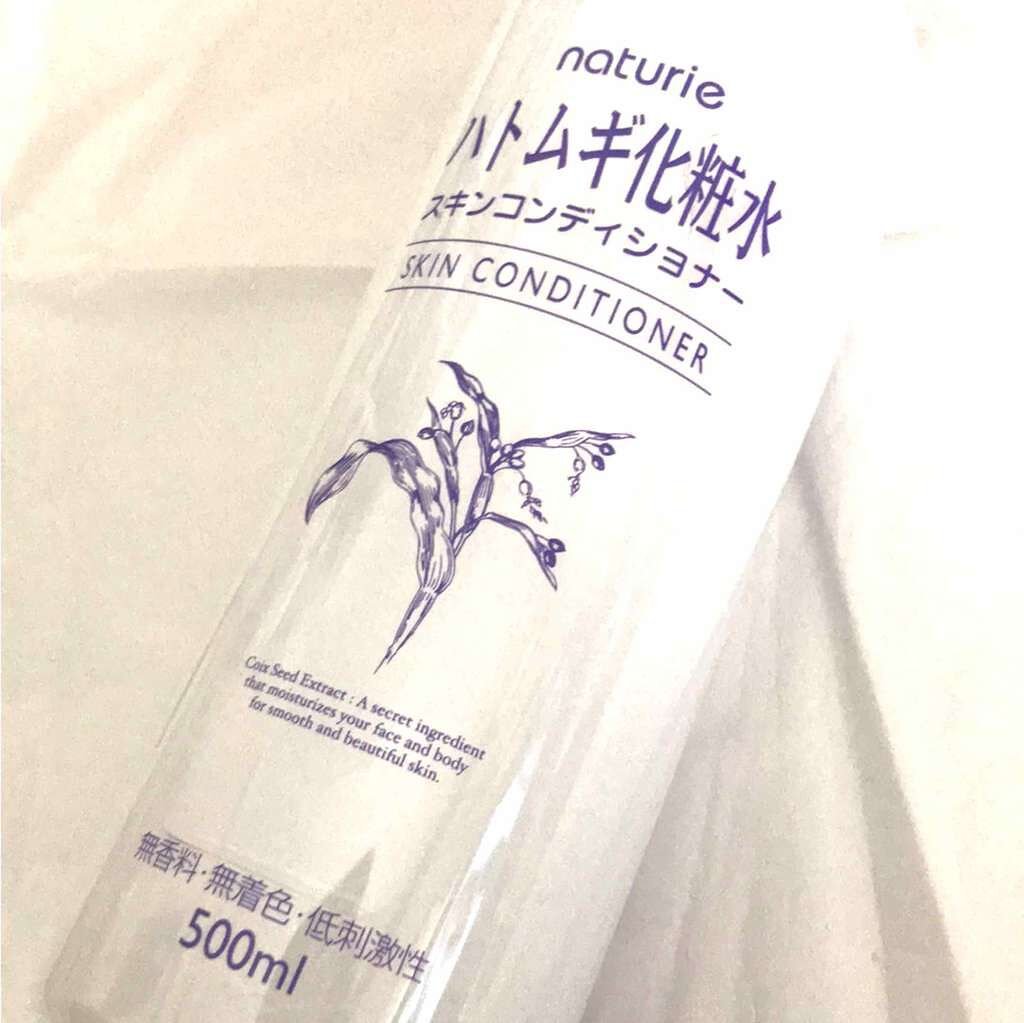 naturie
ハトムギ化粧水
スキンコンディショナー
SKIN CONDITIONER
Coix Seed Extract : A secret ingredient
that moisturizes your face and body
for smooth and beautiful skin.
無香料・無着色・低刺激性
500ml